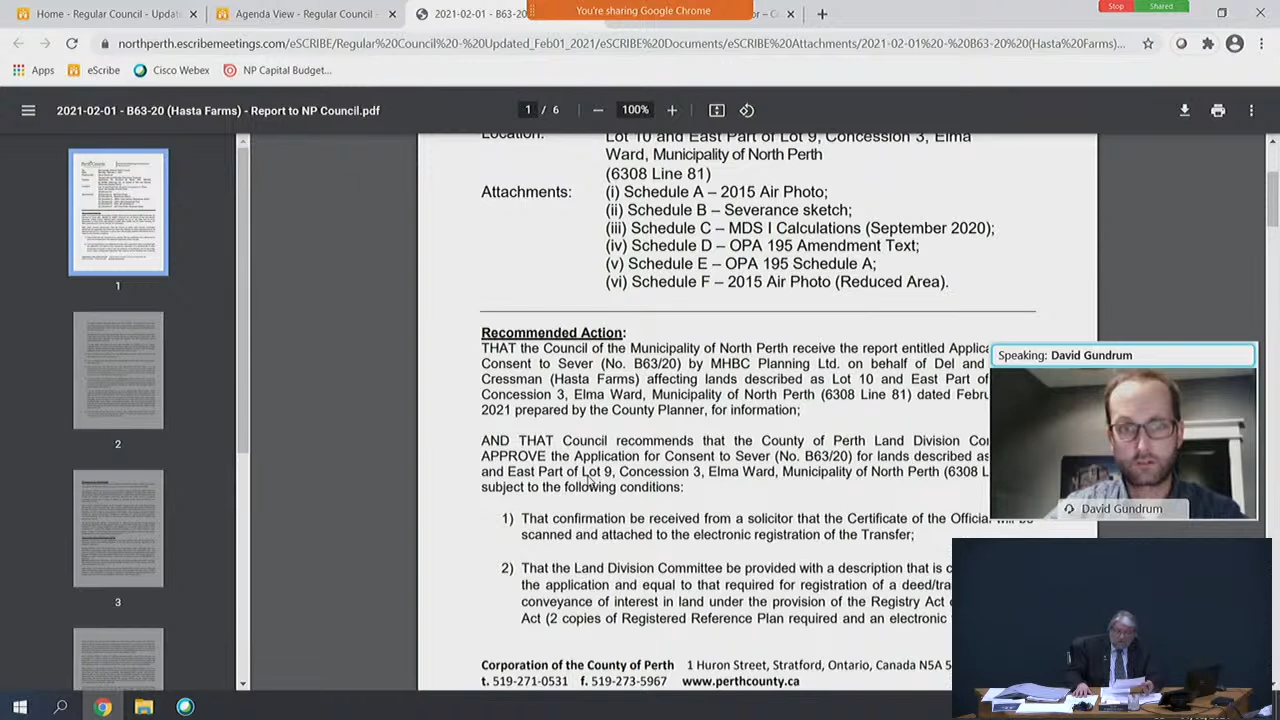 Home - Regular Council - Updat
Agenda View - Regular Council -
2021-02-01 - B63-20
You're sharing Google Chrome
Stop
Shared
northperth.escribemeetings.com/eSCRIBE/Regular%20Council%20-%20Updated_Feb01_2021/eSCRIBE%20Documents/eSCRIBE%20Attachments/2021-02-01%20-%20B63-20%20(Hasta%20Farms)...
Apps
eScribe
Cisco Webex
NP Capital Budget...
2021-02-01 - B63-20 (Hasta Farms) - Report to NP Council.pdf
1 / 6
100%
1
2
3
Location:
Lot 10 and East Part of Lot 9, Concession 3, Elma
Ward, Municipality of North Perth
(6308 Line 81)
Attachments:
(i) Schedule A – 2015 Air Photo;
(ii) Schedule B – Severance sketch;
(iii) Schedule C – MDS I Calculations (September 2020);
(iv) Schedule D – OPA 195 Amendment Text;
(v) Schedule E – OPA 195 Schedule A;
(vi) Schedule F – 2015 Air Photo (Reduced Area).
Recommended Action:
THAT the Council of the Municipality of North Perth receive the report entitled Applic
Consent to Sever (No. B63/20) by MHBC Planning Ltd. on behalf of Del and
Cressman (Hasta Farms) affecting lands described as Lot 10 and East Part of
Concession 3, Elma Ward, Municipality of North Perth (6308 Line 81) dated Febru
2021 prepared by the County Planner, for information;
AND THAT Council recommends that the County of Perth Land Division Co
APPROVE the Application for Consent to Sever (No. B63/20) for lands described as
and East Part of Lot 9, Concession 3, Elma Ward, Municipality of North Perth (6308 L
subject to the following conditions:
1) That confirmation be received from a solicitor that the Certificate of the Official will be
scanned and attached to the electronic registration of the Transfer;
2) That the Land Division Committee be provided with a description that is c
the application and equal to that required for registration of a deed/tra
conveyance of interest in land under the provision of the Registry Act
Act (2 copies of Registered Reference Plan required and an electronic
Corporation of the County of Perth 1 Huron Street, Stratford, Ontario, Canada N5A 5
t. 519-271-0531 f. 519-273-5967 www.perthcounty.ca
Speaking: David Gundrum
David Gundrum